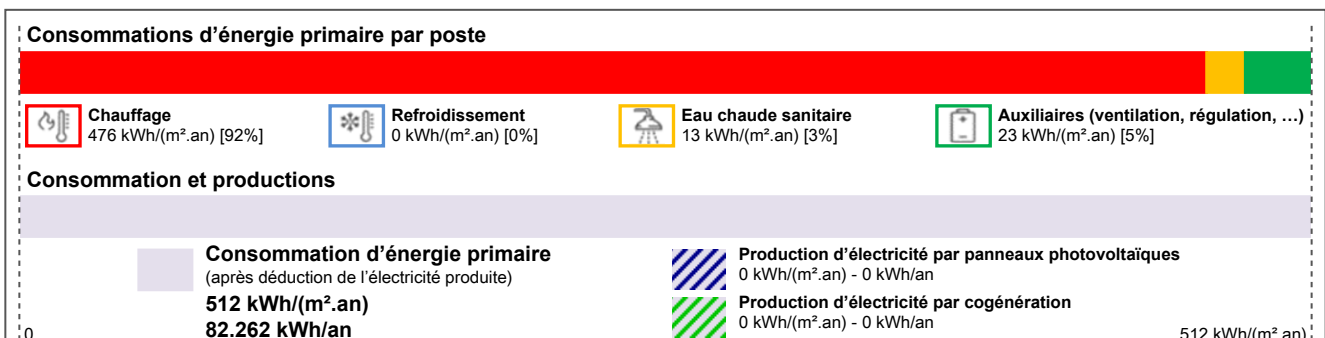 Consommations d’énergie primaire par poste
Chauffage
476 kWh/(m².an) [92%]
Refroidissement
0 kWh/(m².an) [0%]
Eau chaude sanitaire
13 kWh/(m².an) [3%]
Auxiliaires (ventilation, régulation, …)
23 kWh/(m².an) [5%]
Consommation et productions
Consommation d’énergie primaire
(après déduction de l’électricité produite)
512 kWh/(m².an)
82.262 kWh/an
Production d’électricité par panneaux photovoltaïques
0 kWh/(m².an) - 0 kWh/an
Production d’électricité par cogénération
0 kWh/(m².an) - 0 kWh/an
0
512 kWh/(m².an)